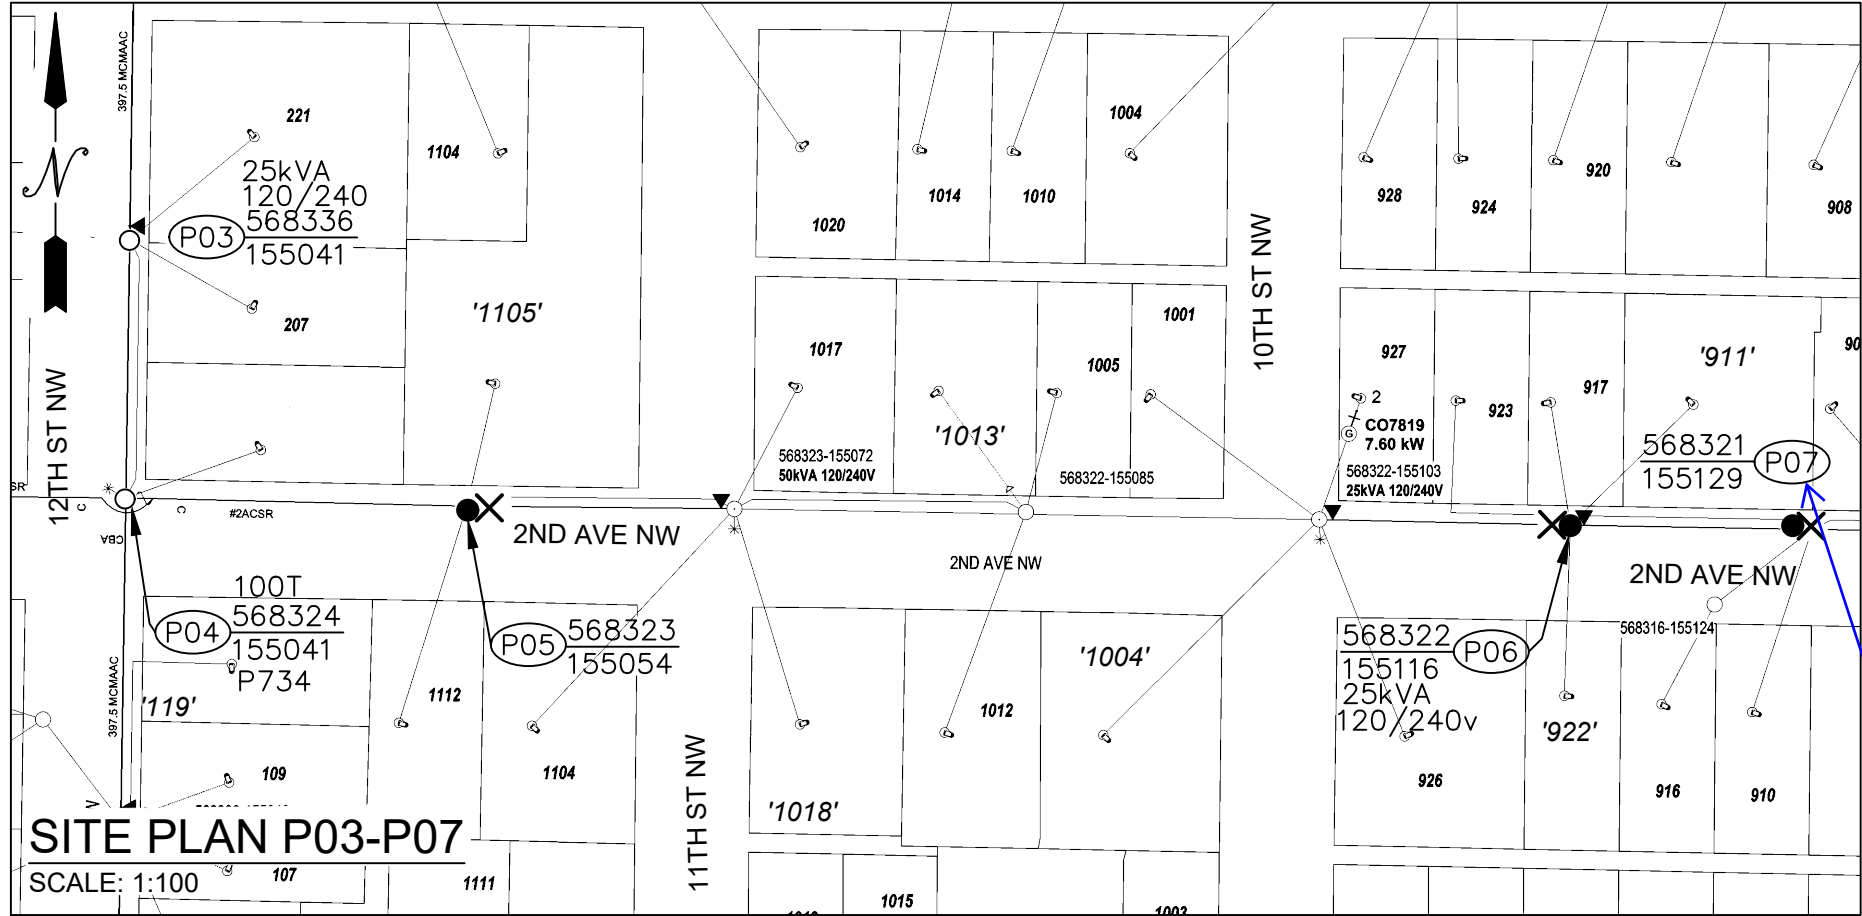 397.5 MCMAAC
N
221
25kVA
120/240
P03
568336
155041
207
1104
'1105'
12TH ST NW
SR
C
C
#2ACSR
CBA
2ND AVE NW
100T
P04
568324
155041
P734
'119'
397.5 MCMAAC
109
107
P05
568323
155054
1112
1104
1111
11TH ST NW
1020
1014
1010
1004
1017
'1013'
1005
1001
568323-155072
50kVA 120/240V
568322-155085
2ND AVE NW
'1018'
1012
'1004'
1015
1003
10TH ST NW
928
924
920
908
927
2
G
CO7819
7.60 kW
568322-155103
25kVA 120/240V
923
917
'911'
90
568321
155129
P07
2ND AVE NW
568316-155124
568322
155116
P06
25kVA
120/240v
926
'922'
916
910
SITE PLAN P03-P07
SCALE: 1:100